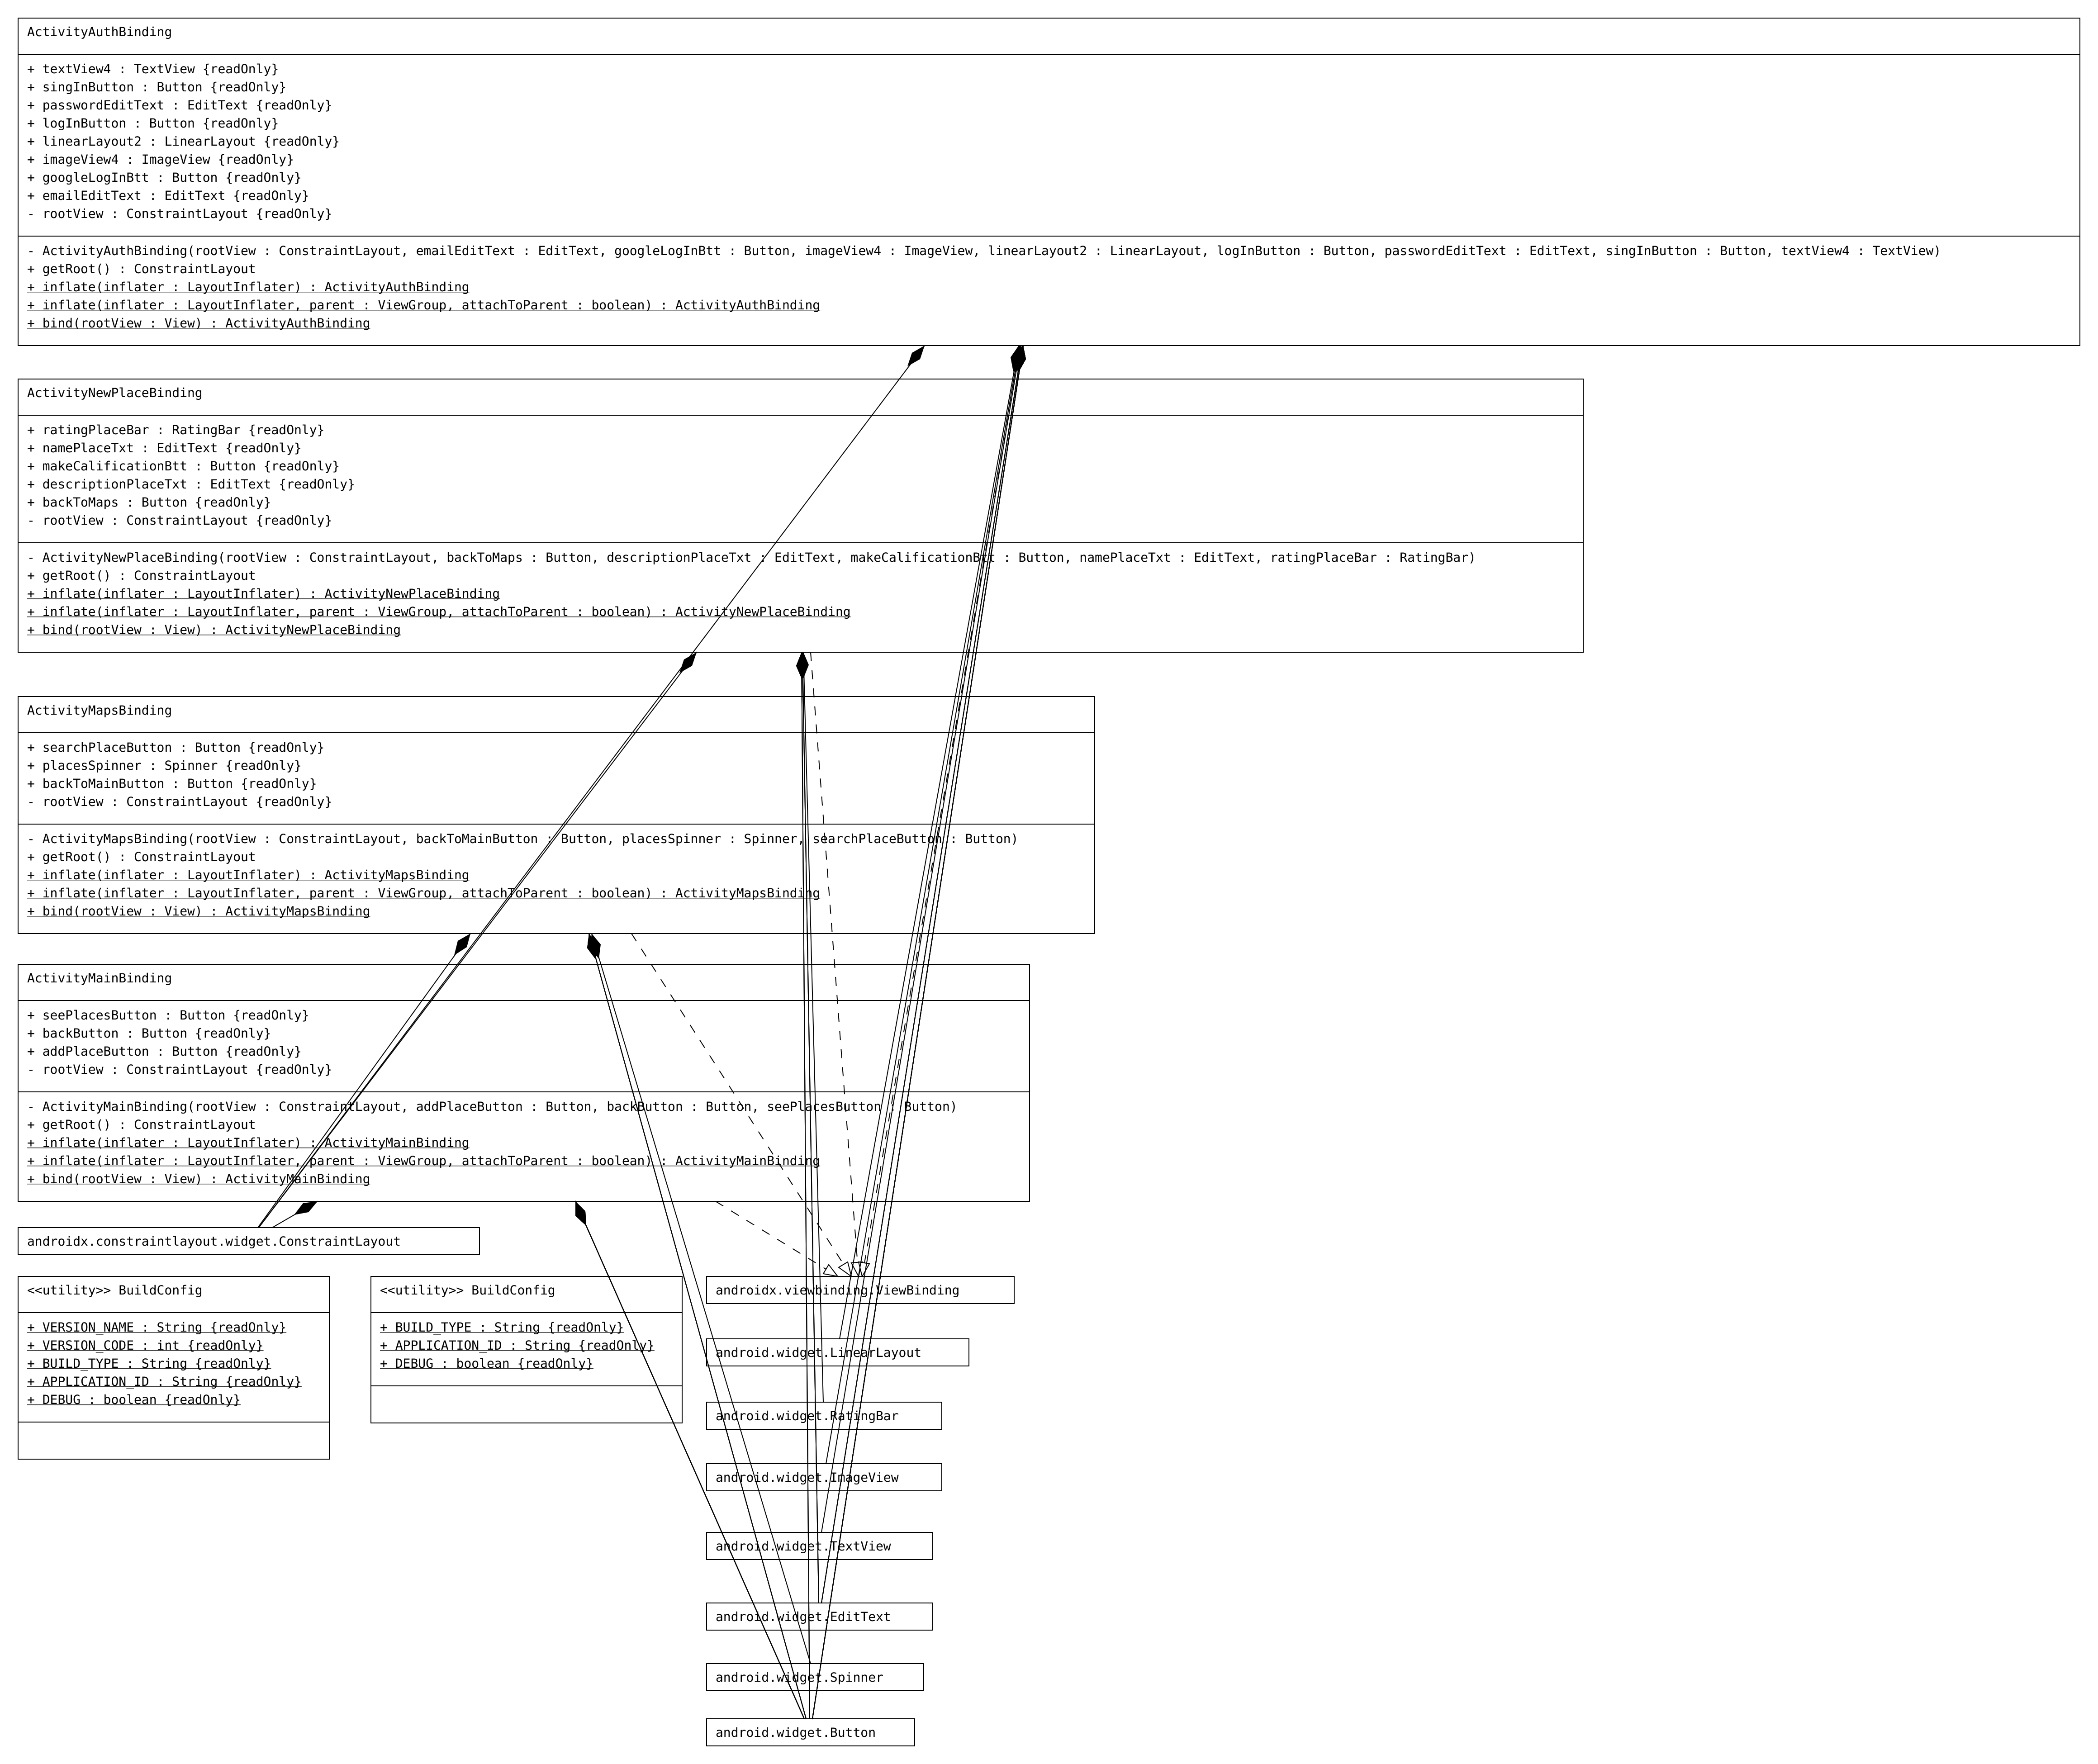 ActivityAuthBinding
+ textView4 : TextView {readOnly}
+ singInButton : Button {readOnly}
+ passwordEditText : EditText {readOnly}
+ logInButton : Button {readOnly}
+ linearLayout2 : LinearLayout {readOnly}
+ imageView4 : ImageView {readOnly}
+ googleLogInBtt : Button {readOnly}
+ emailEditText : EditText {readOnly}
- rootView : ConstraintLayout {readOnly}
- ActivityAuthBinding(rootView : ConstraintLayout, emailEditText : EditText, googleLogInBtt : Button, imageView4 : ImageView, linearLayout2 : LinearLayout, logInButton : Button, passwordEditText : EditText, singInButton : Button, textView4 : TextView)
+ getRoot() : ConstraintLayout
+ inflate(inflater : LayoutInflater) : ActivityAuthBinding
+ inflate(inflater : LayoutInflater, parent : ViewGroup, attachToParent : boolean) : ActivityAuthBinding
+ bind(rootView : View) : ActivityAuthBinding
ActivityNewPlaceBinding
+ ratingPlaceBar : RatingBar {readOnly}
+ namePlaceTxt : EditText {readOnly}
+ makeCalificationBtt : Button {readOnly}
+ descriptionPlaceTxt : EditText {readOnly}
+ backToMaps : Button {readOnly}
- rootView : ConstraintLayout {readOnly}
- ActivityNewPlaceBinding(rootView : ConstraintLayout, backToMaps : Button, descriptionPlaceTxt : EditText, makeCalificationBtt : Button, namePlaceTxt : EditText, ratingPlaceBar : RatingBar)
+ getRoot() : ConstraintLayout
+ inflate(inflater : LayoutInflater) : ActivityNewPlaceBinding
+ inflate(inflater : LayoutInflater, parent : ViewGroup, attachToParent : boolean) : ActivityNewPlaceBinding
+ bind(rootView : View) : ActivityNewPlaceBinding
ActivityMapsBinding
+ searchPlaceButton : Button {readOnly}
+ placesSpinner : Spinner {readOnly}
+ backToMainButton : Button {readOnly}
- rootView : ConstraintLayout {readOnly}
- ActivityMapsBinding(rootView : ConstraintLayout, backToMainButton : Button, placesSpinner : Spinner, searchPlaceButton : Button)
+ getRoot() : ConstraintLayout
+ inflate(inflater : LayoutInflater) : ActivityMapsBinding
+ inflate(inflater : LayoutInflater, parent : ViewGroup, attachToParent : boolean) : ActivityMapsBinding
+ bind(rootView : View) : ActivityMapsBinding
ActivityMainBinding
+ seePlacesButton : Button {readOnly}
+ backButton : Button {readOnly}
+ addPlaceButton : Button {readOnly}
- rootView : ConstraintLayout {readOnly}
- ActivityMainBinding(rootView : ConstraintLayout, addPlaceButton : Button, backButton : Button, seePlacesButton : Button)
+ getRoot() : ConstraintLayout
+ inflate(inflater : LayoutInflater) : ActivityMainBinding
+ inflate(inflater : LayoutInflater, parent : ViewGroup, attachToParent : boolean) : ActivityMainBinding
+ bind(rootView : View) : ActivityMainBinding
androidx.constraintlayout.widget.ConstraintLayout
<<utility>> BuildConfig
+ VERSION_NAME : String {readOnly}
+ VERSION_CODE : int {readOnly}
+ BUILD_TYPE : String {readOnly}
+ APPLICATION_ID : String {readOnly}
+ DEBUG : boolean {readOnly}
<<utility>> BuildConfig
+ BUILD_TYPE : String {readOnly}
+ APPLICATION_ID : String {readOnly}
+ DEBUG : boolean {readOnly}
androidx.viewbinding.ViewBinding
android.widget.LinearLayout
android.widget.RatingBar
android.widget.ImageView
android.widget.TextView
android.widget.EditText
android.widget.Spinner
android.widget.Button